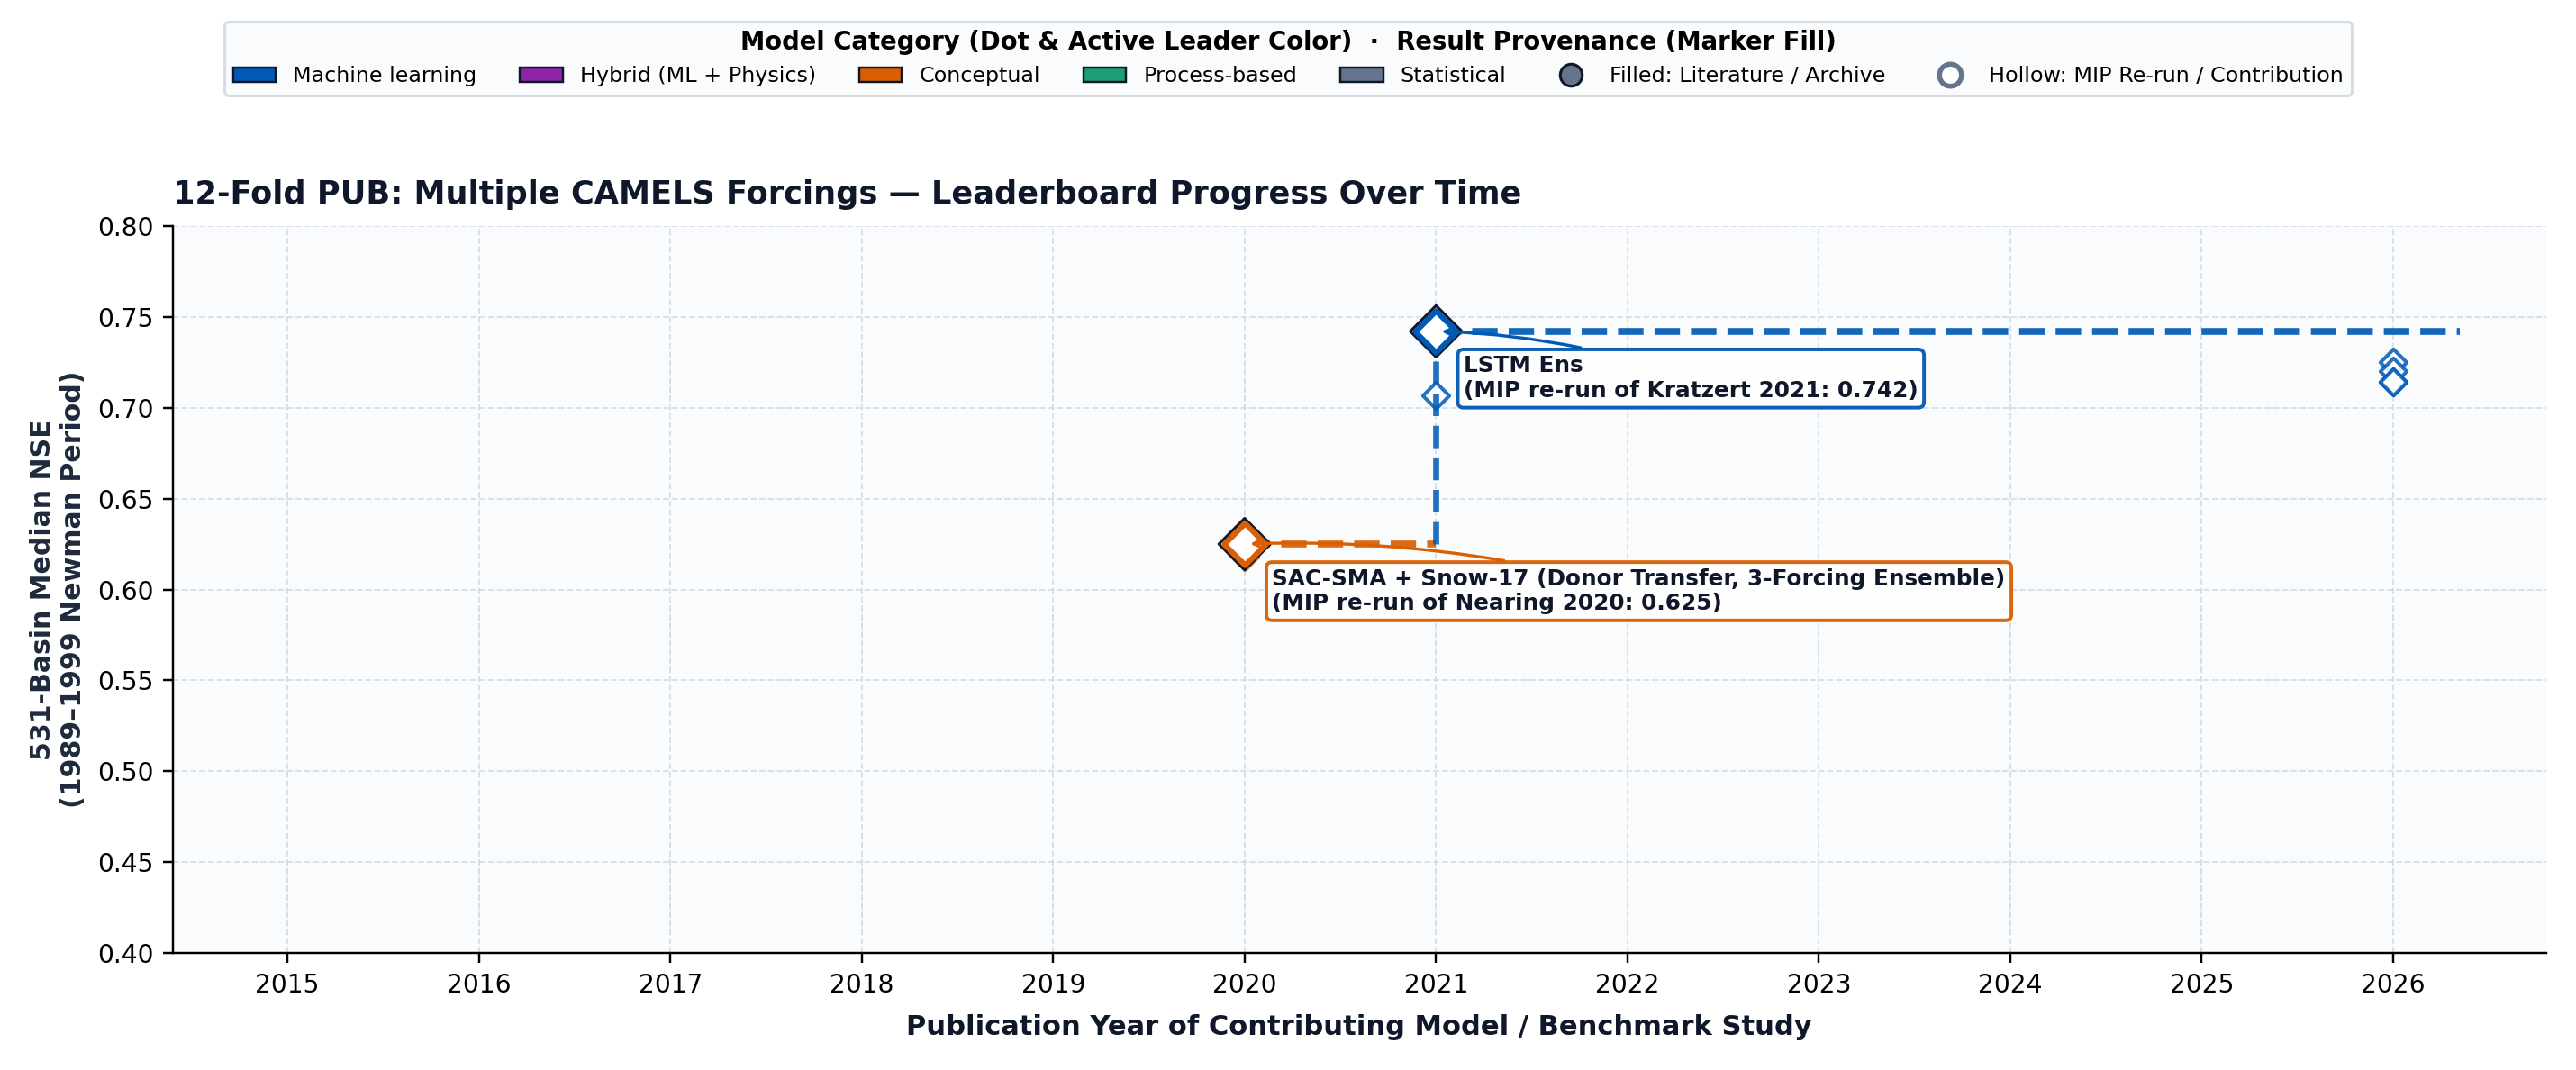 Model Category (Dot & Active Leader Color) · Result Provenance (Marker Fill)
Machine learning Hybrid (ML + Physics) Conceptual Process-based Statistical Filled: Literature / Archive Hollow: MIP Re-run / Contribution
12-Fold PUB: Multiple CAMELS Forcings — Leaderboard Progress Over Time
531-Basin Median NSE
(1989–1999 Newman Period)
0.80
0.75
0.70
0.65
0.60
0.55
0.50
0.45
0.40
LSTM Ens
(MIP re-run of Kratzert 2021: 0.742)
SAC-SMA + Snow-17 (Donor Transfer, 3-Forcing Ensemble)
(MIP re-run of Nearing 2020: 0.625)
2015 2016 2017 2018 2019 2020 2021 2022 2023 2024 2025 2026
Publication Year of Contributing Model / Benchmark Study